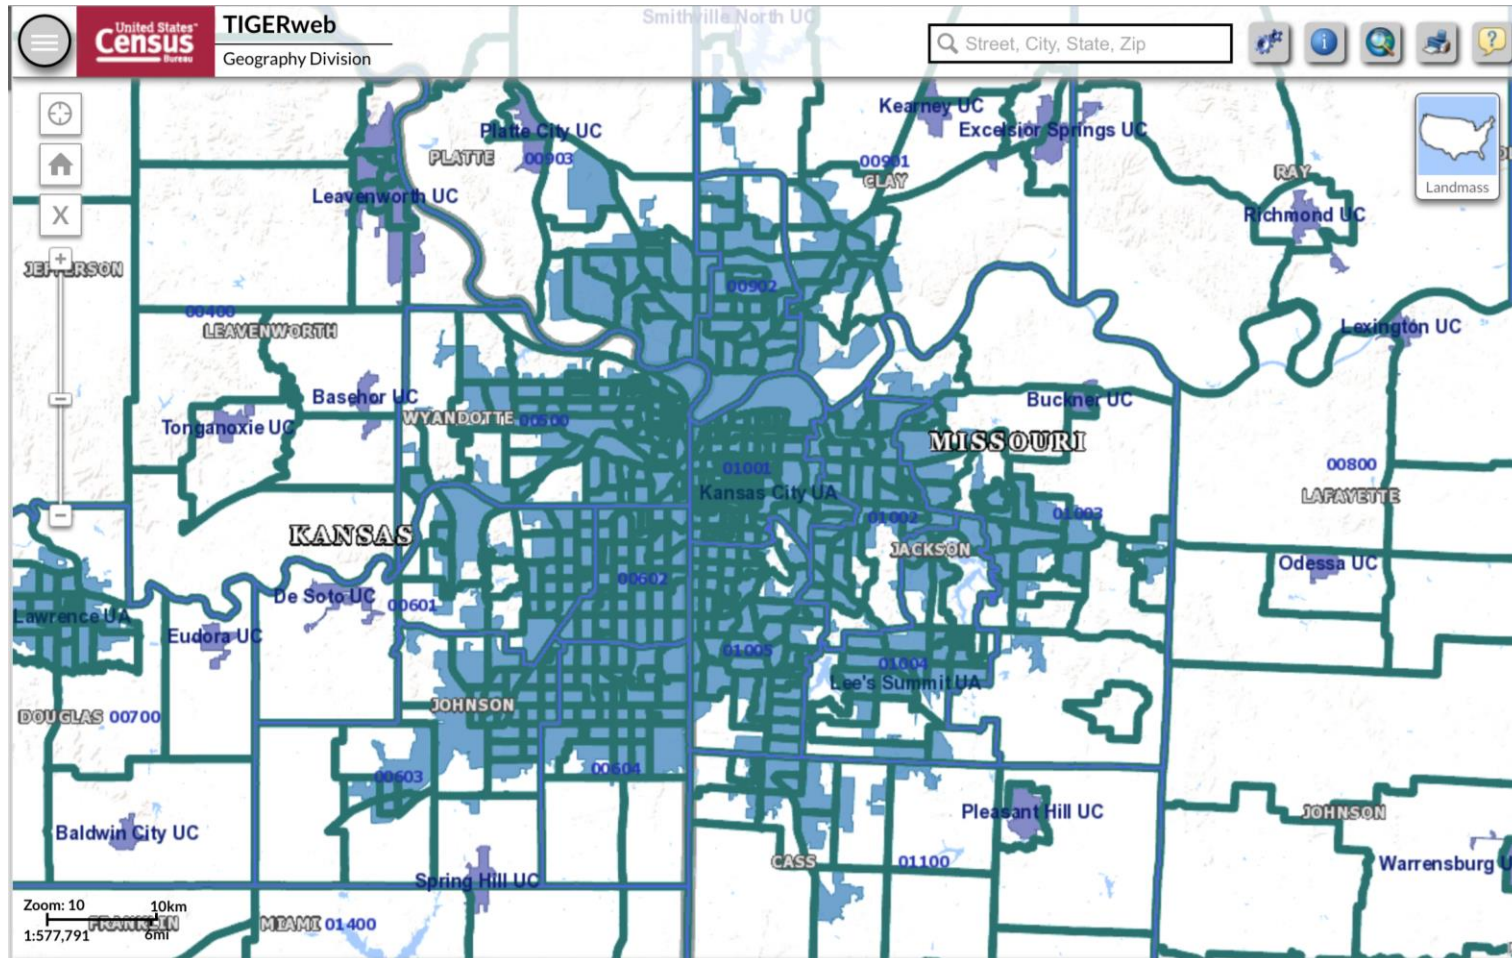 Smithville North UC
United States™
Census
Bureau
TIGERweb
Geography Division
Street, City, State, Zip
Kearney UC
Platte City UC
Excelsior Springs UC
PLATTE
00903
00901
CLAY
RAY
Landmass
Leavenworth UC
Richmond UC
JEFFERSON
00902
00400
LEAVENWORTH
Lexington UC
Basehor UC
Buckner UC
Tonganoxie UC
WYANDOTTE 00500
MISSOURI
01001
00800
Kansas City UA
LAFAYETTE
01002
01003
KANSAS
JACKSON
Odessa UC
00602
De Soto UC
00601
Lawrence UA
Eudora UC
01005
01004
Lee's Summit UA
JOHNSON
DOUGLAS 00700
00604
00603
Pleasant Hill UC
JOHNSON
Baldwin City UC
CASS
01100
Warrensburg U
Spring Hill UC
Zoom: 10
10km
FRANKLIN
MIAMI 01400
1:577,791
6mi